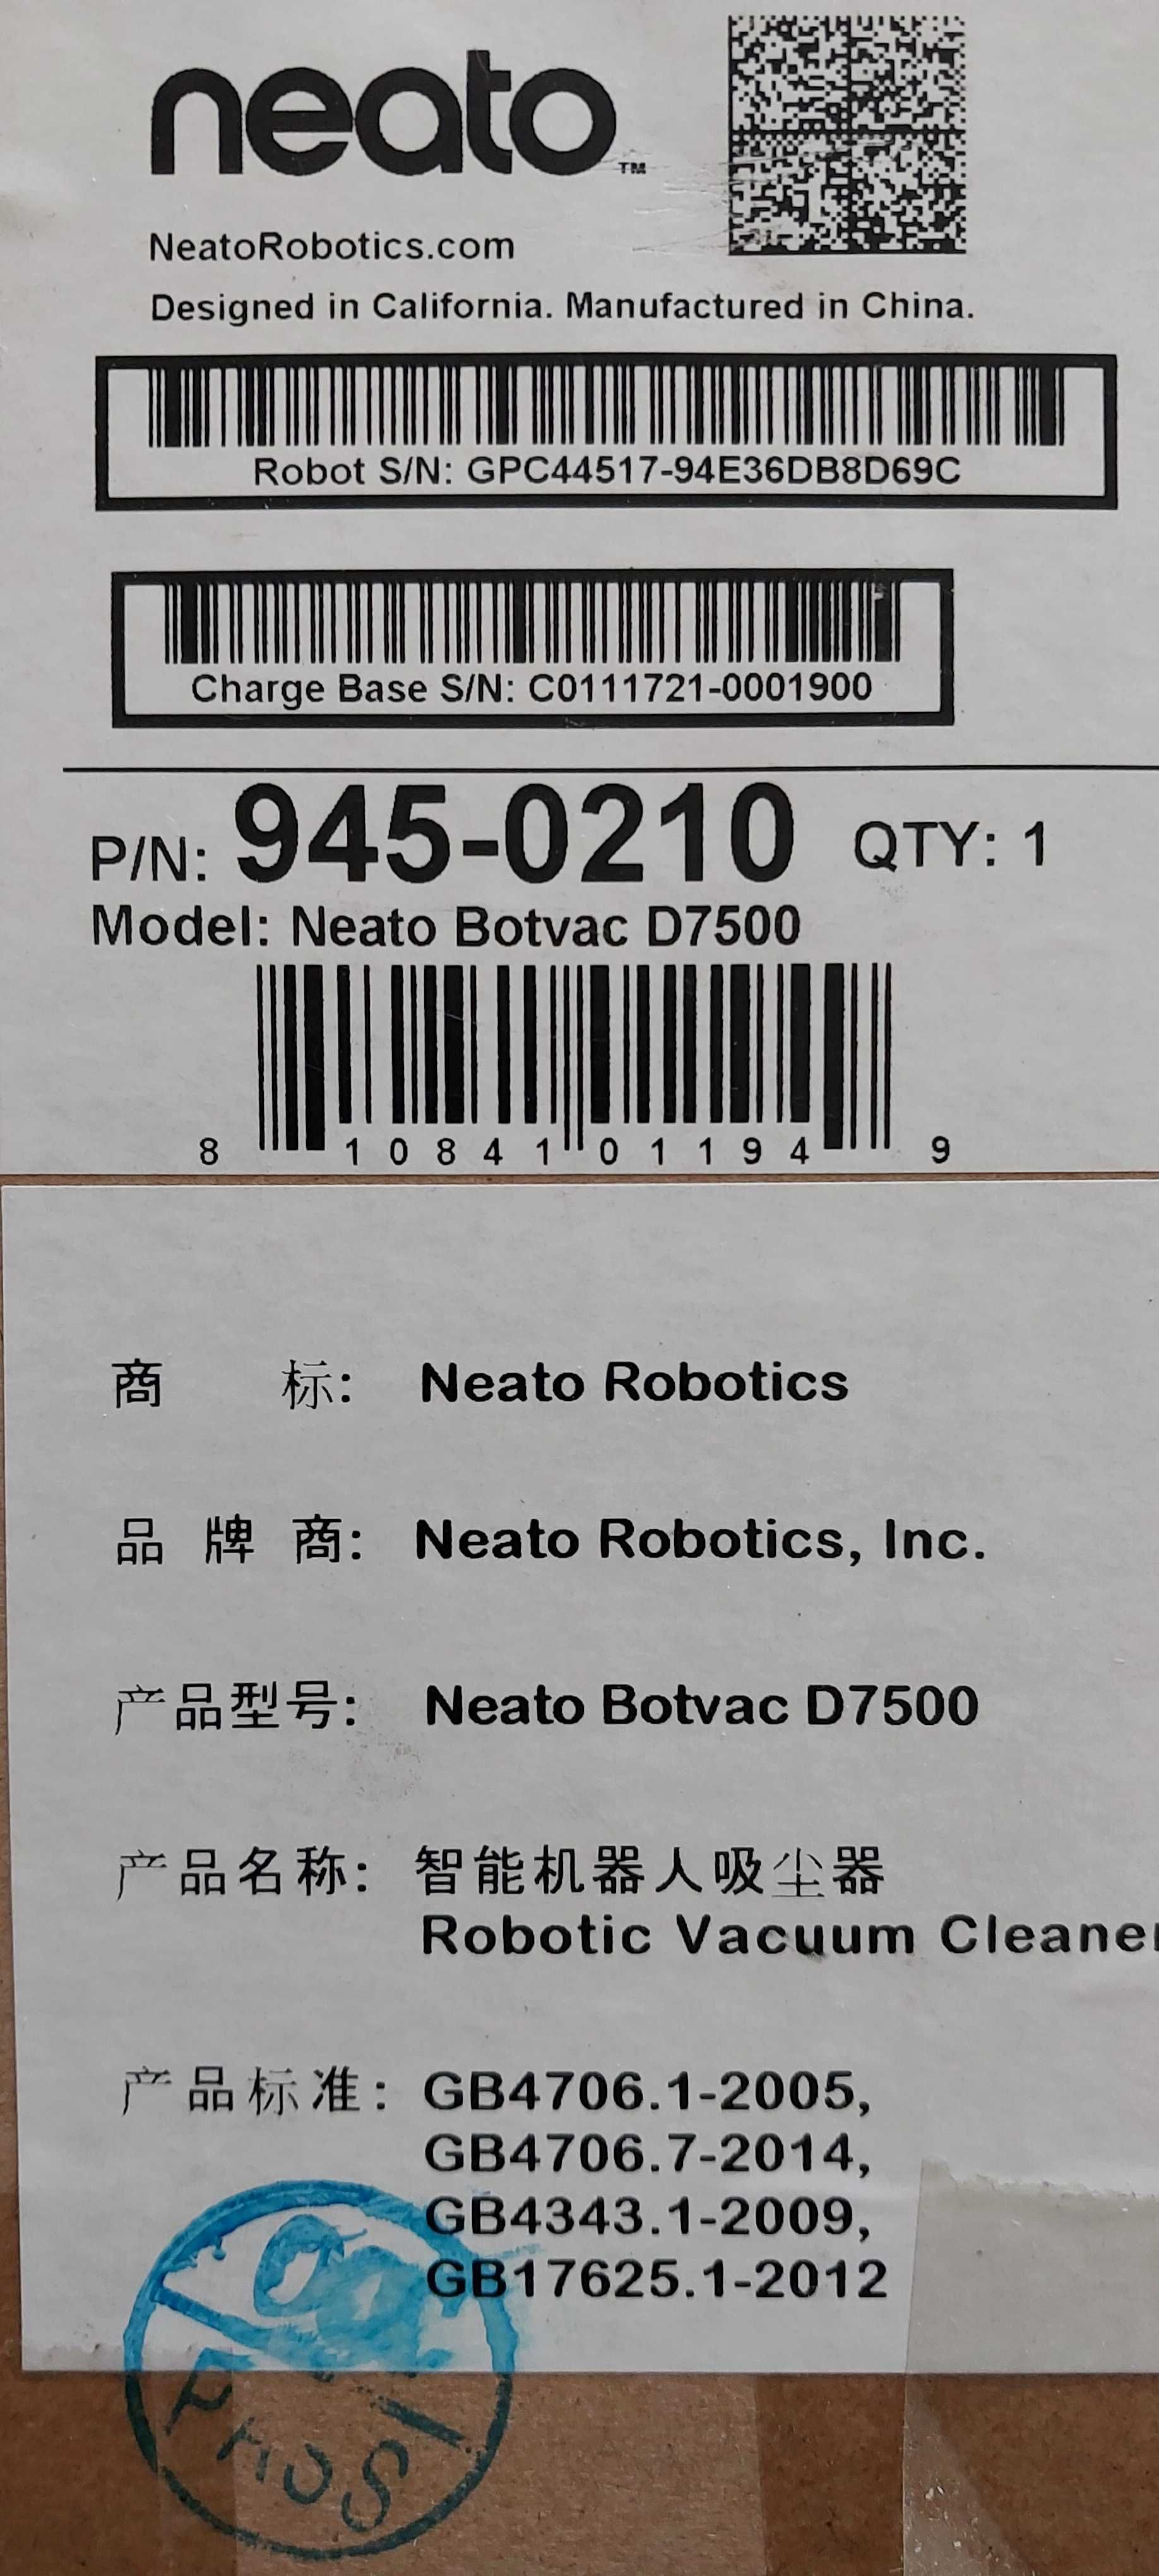 neato™
NeatoRobotics.com
Designed in California. Manufactured in China.
Robot S/N: GPC44517-94E36DB8D69C
Charge Base S/N: C0111721-0001900
P/N: 945-0210 QTY: 1
Model: Neato Botvac D7500
8 10841 01194 9
商 标: Neato Robotics
品 牌 商: Neato Robotics, Inc.
产品型号: Neato Botvac D7500
产品名称: 智能机器人吸尘器
Robotic Vacuum Cleaner
产品标准: GB4706.1-2005,
GB4706.7-2014,
GB4343.1-2009,
GB17625.1-2012